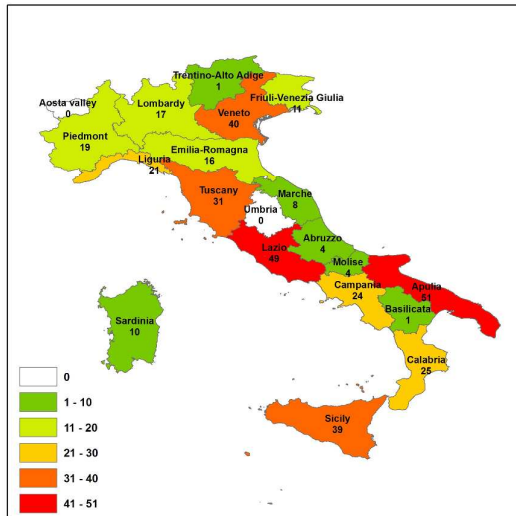 Trentino-Alto Adige
1
Friuli-Venezia Giulia
11
Aosta valley
0
Lombardy
17
Veneto
40
Piedmont
19
Emilia-Romagna
16
Liguria
21
Tuscany
31
Marche
8
Umbria
0
Abruzzo
4
Lazio
49
Molise
4
Campania
24
Apulia
51
Basilicata
1
Sardinia
10
Calabria
25
Sicily
39
0
1 - 10
11 - 20
21 - 30
31 - 40
41 - 51